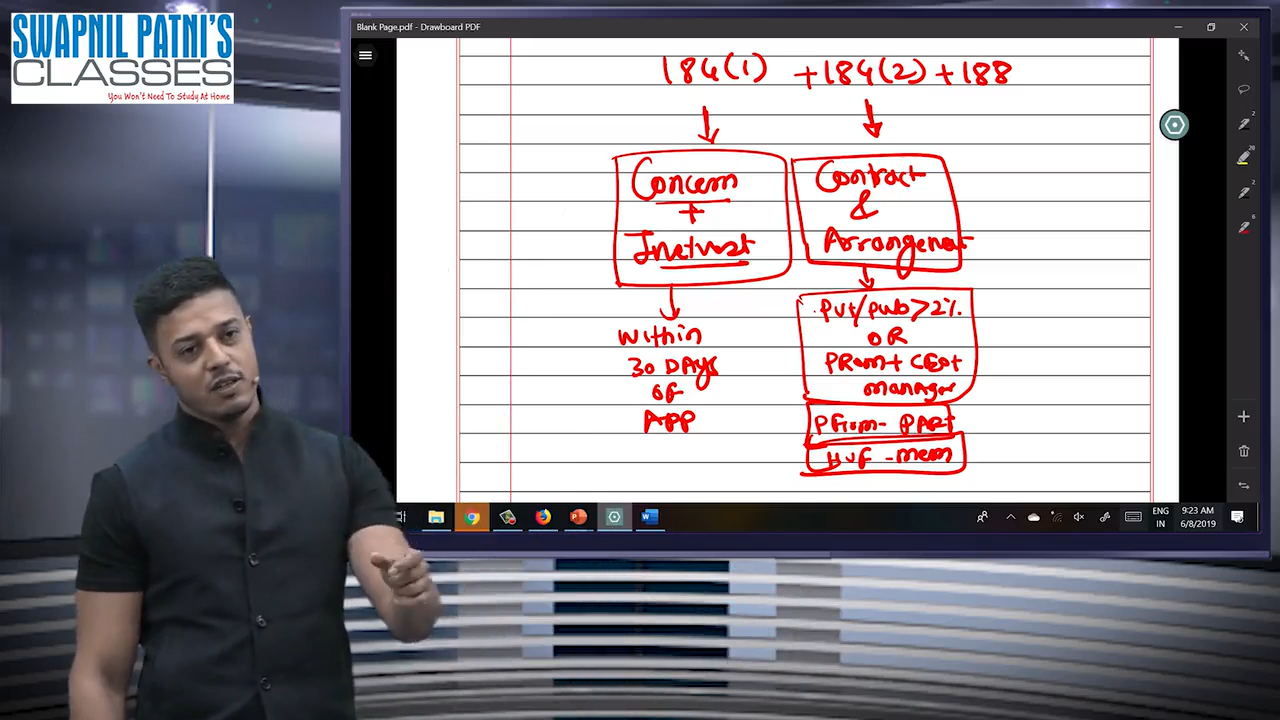 SWAPNIL PATNI'S
CLASSES
You Won't Need To Study At Home
Blank Page.pdf - Drawboard PDF
184(1) + 184(2) + 188
Concern
+
Inetrest
Within
30 DAYS
OF
APP
Contract
&
Arrangement
Pvt/pub > 2%.
OR
PRom + CEO +
manager
PFirm - PART
HUF - mem
ENG
IN
9:23 AM
6/8/2019